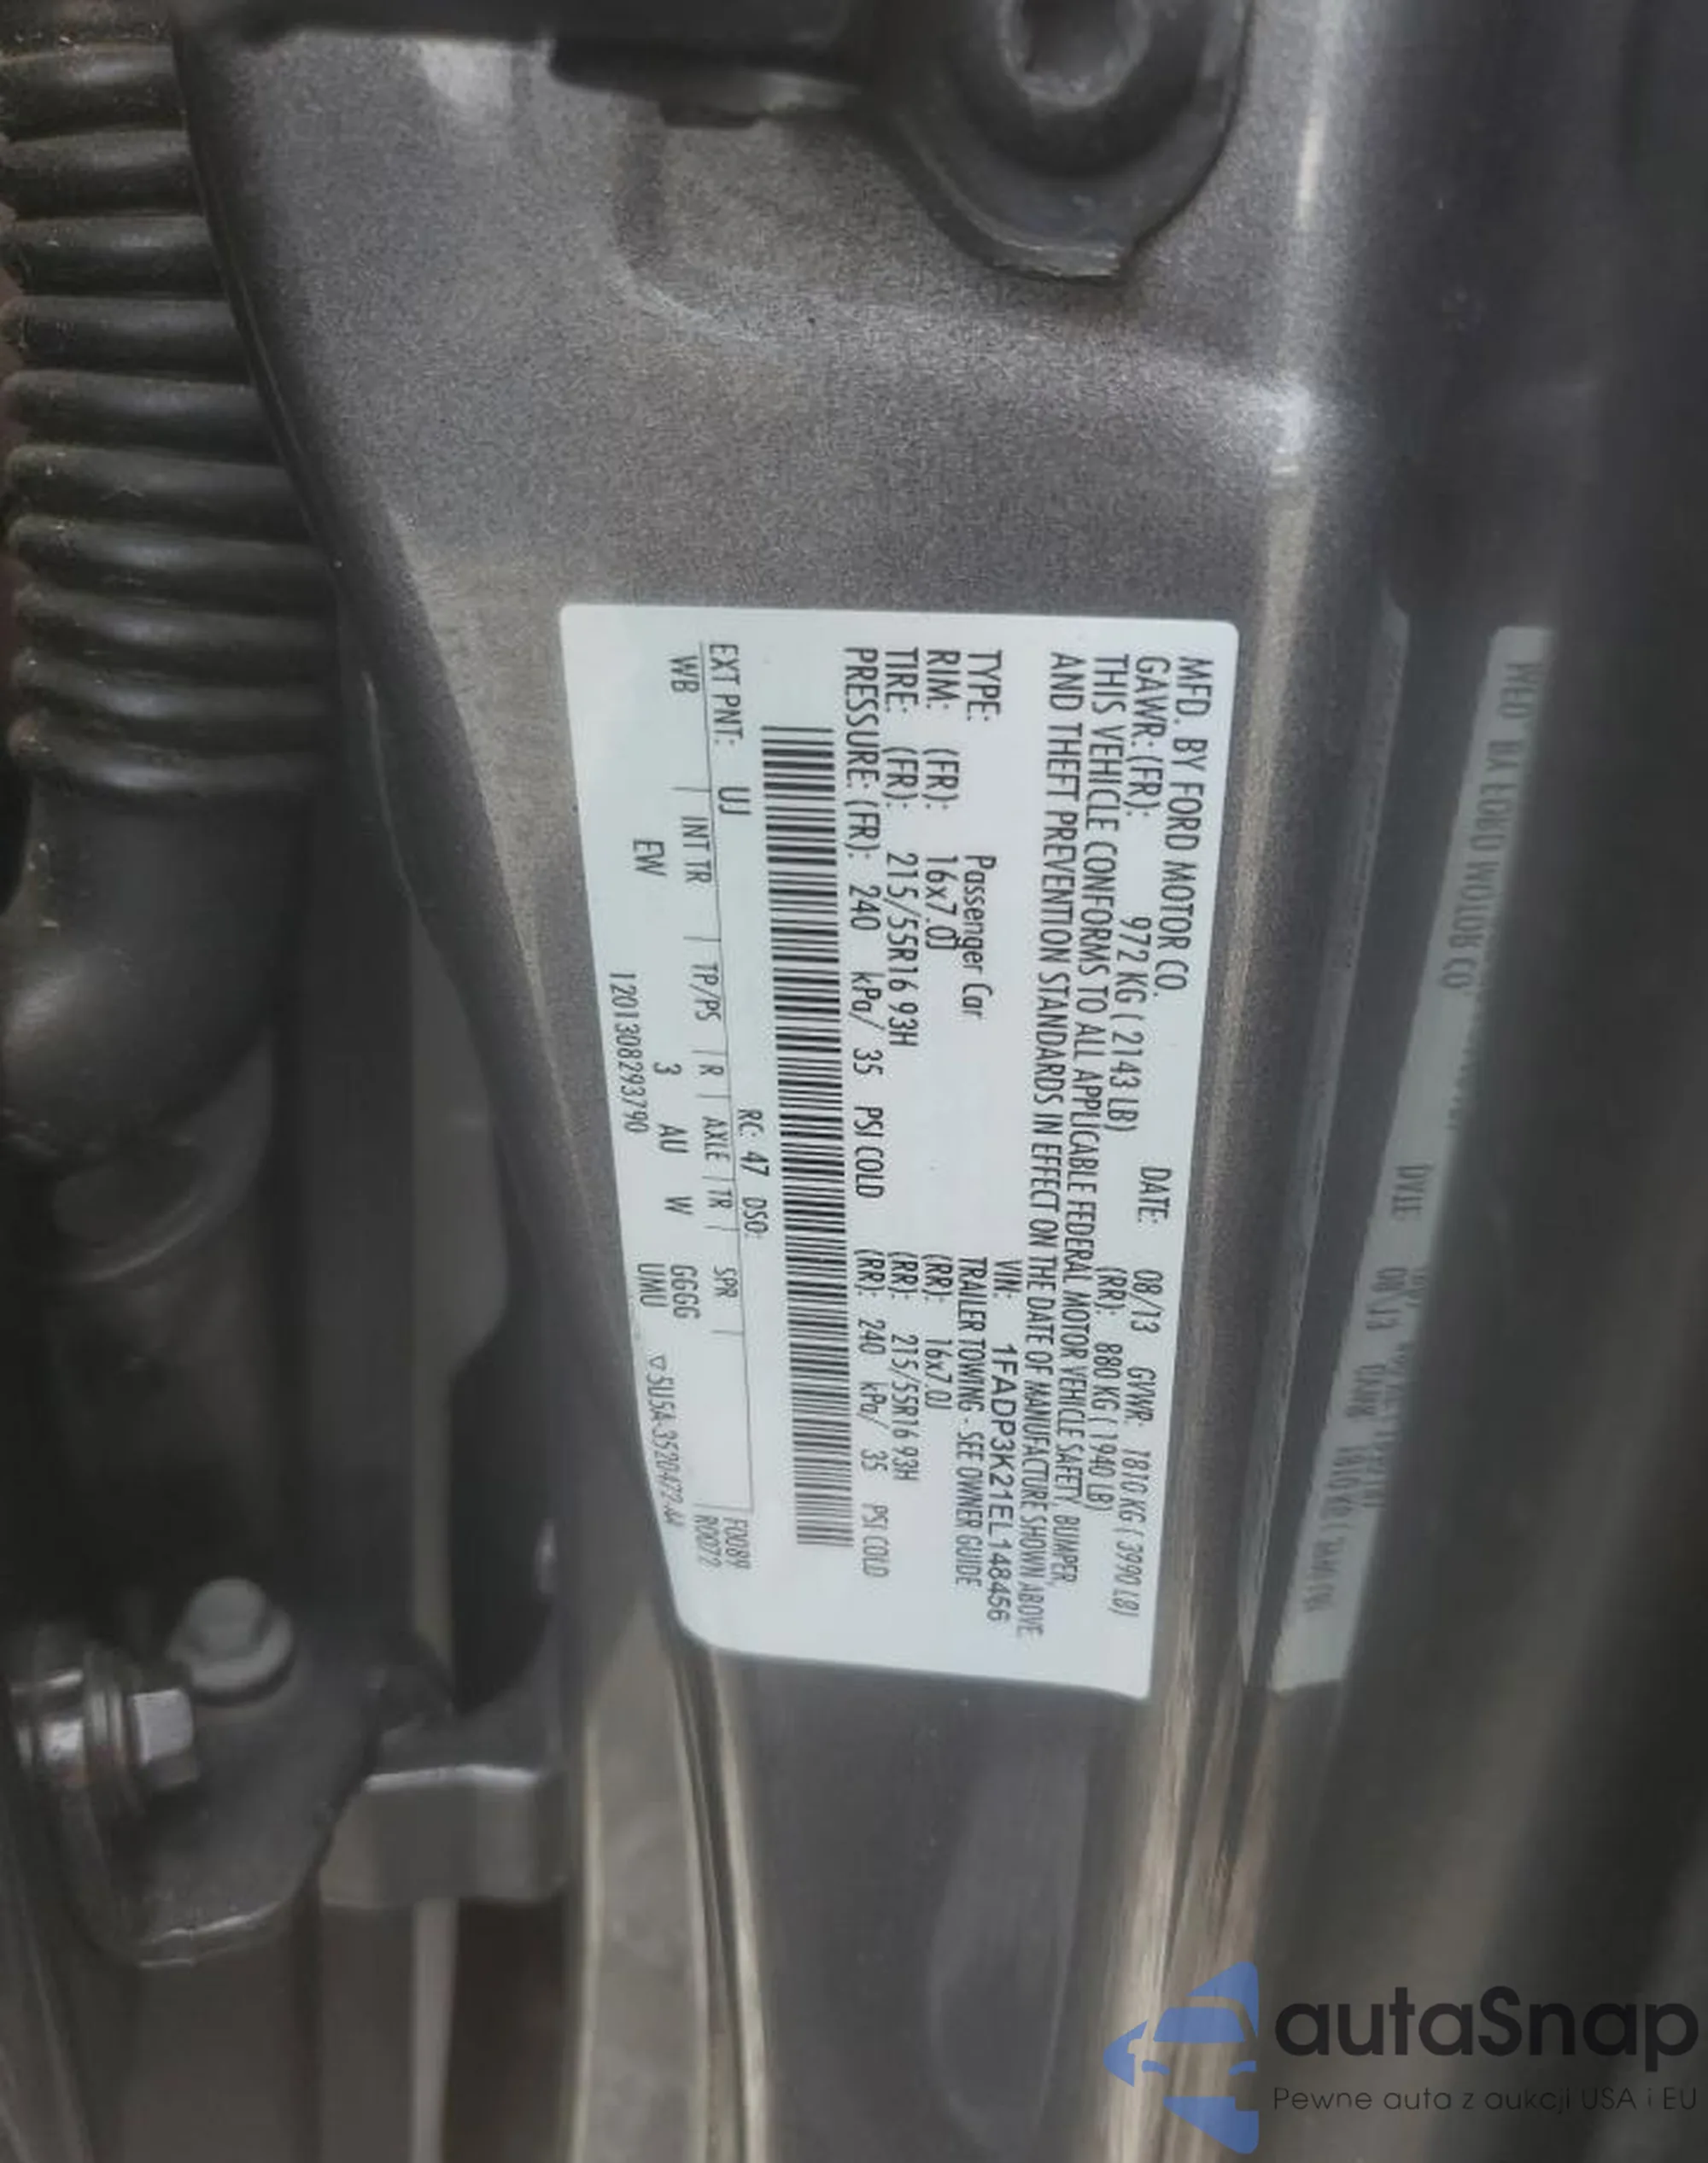 MFD. BY FORD MOTOR CO.
DATE: 08/13 GVWR: 1810 KG ( 3990 LB)
GAWR: (FR): 972 KG ( 2143 LB) (RR): 880 KG ( 1940 LB)
THIS VEHICLE CONFORMS TO ALL APPLICABLE FEDERAL MOTOR VEHICLE SAFETY, BUMPER,
AND THEFT PREVENTION STANDARDS IN EFFECT ON THE DATE OF MANUFACTURE SHOWN ABOVE
VIN: 1FADP3K21EL148456
TYPE: Passenger Car TRAILER TOWING - SEE OWNER GUIDE
RIM: (FR): 16x7.0J (RR): 16x7.0J
TIRE: (FR): 215/55R16 93H (RR): 215/55R16 93H
PRESSURE: (FR): 240 kPa/ 35 PSI COLD (RR): 240 kPa/ 35 PSI COLD
EXT PNT: UJ RC: 47 DSO: F0089
WB | INT TR | TP/PS | R | AXLE | TR | SPR | R0072
EW 3 AU W GGGG
1201308293790 UMU ▽5U5A-3520472-AA
autaSnap
Pewne auta z aukcji USA i EU